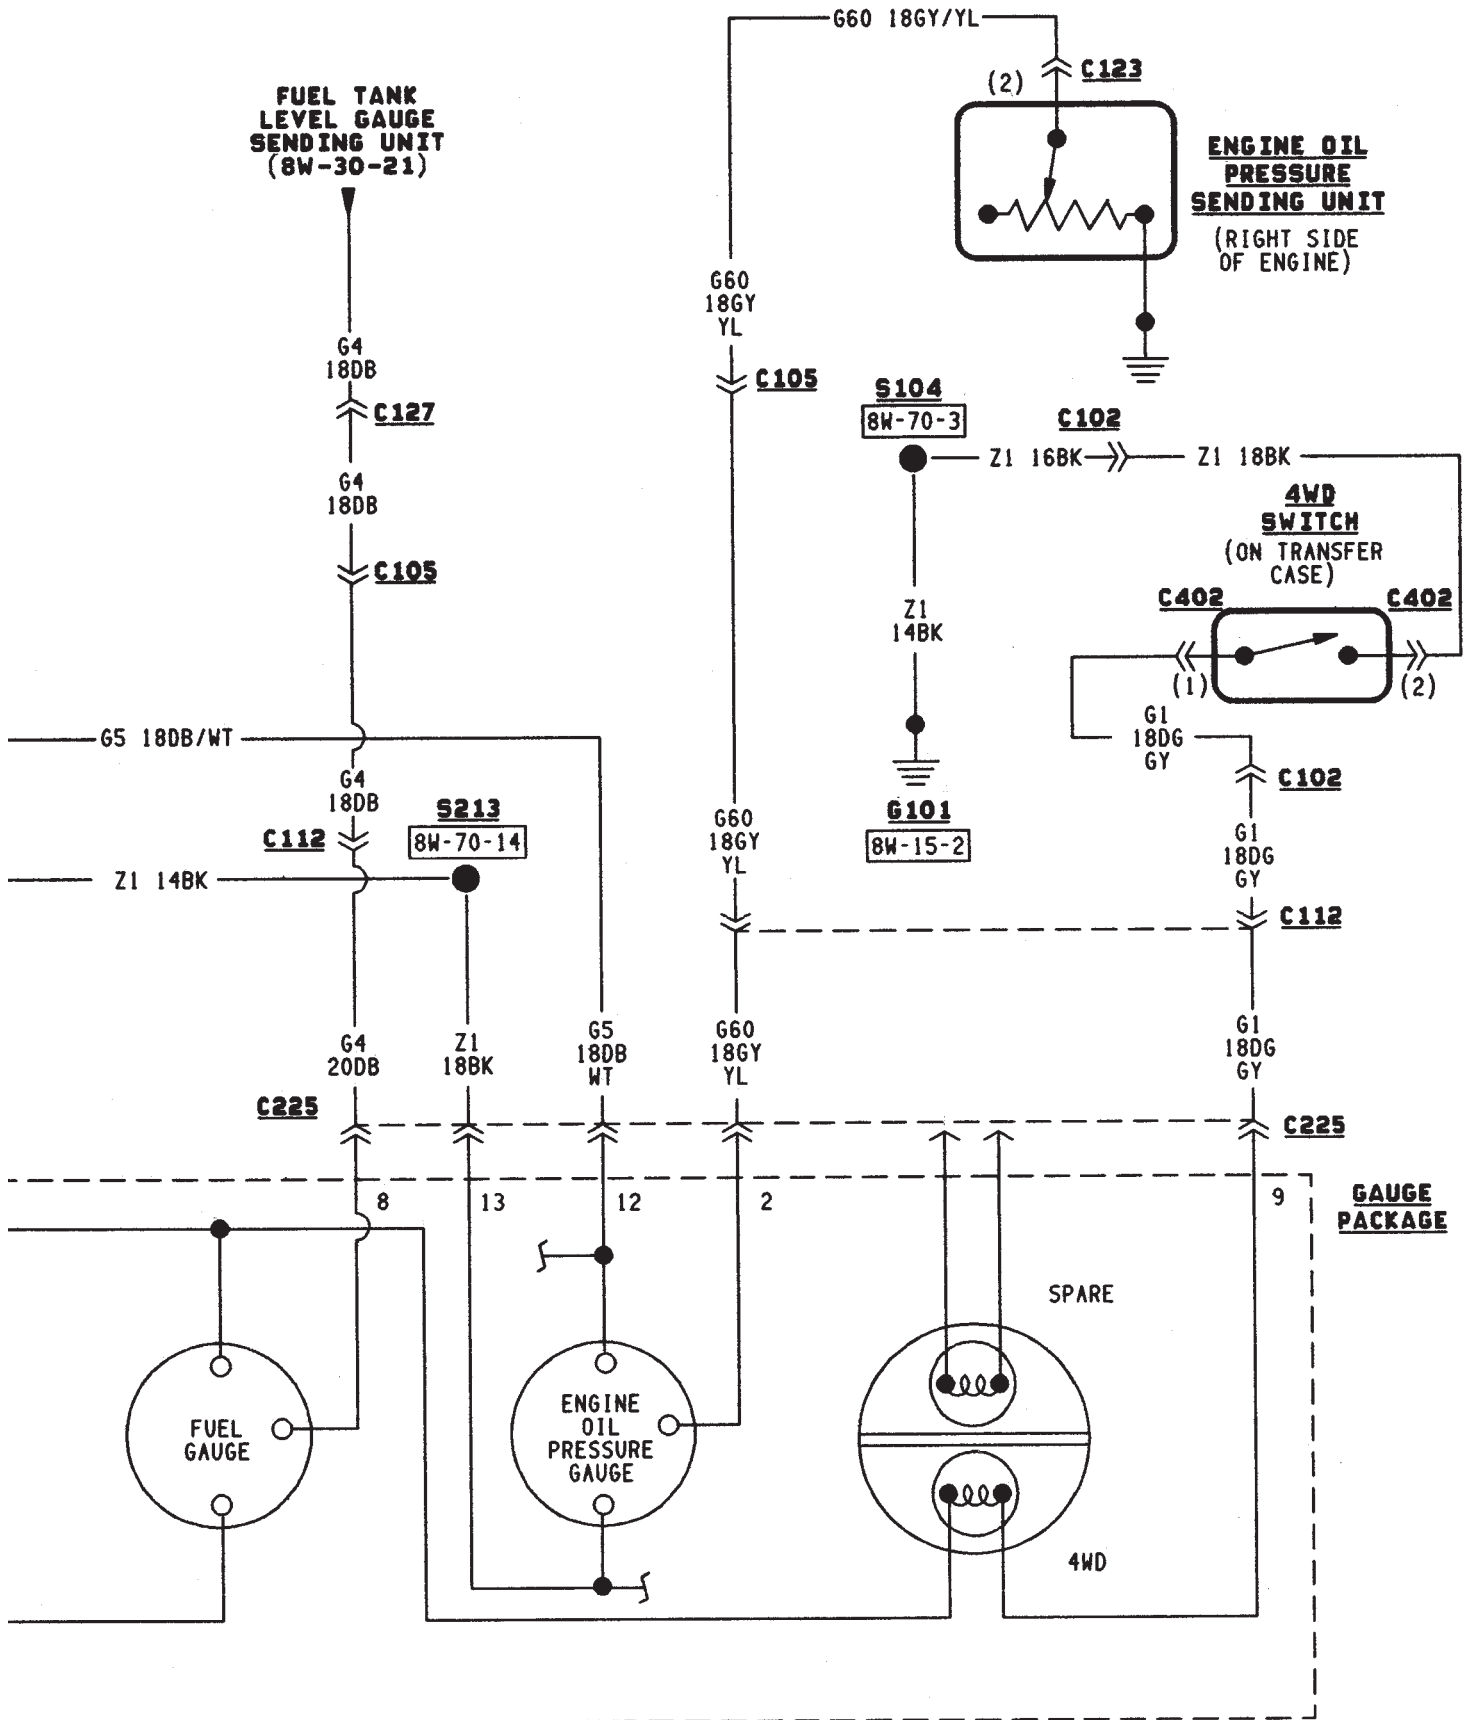 G60 18GY/YL
(2)
C123
FUEL TANK
LEVEL GAUGE
SENDING UNIT
(8W-30-21)
ENGINE OIL
PRESSURE
SENDING UNIT
(RIGHT SIDE
OF ENGINE)
G60
18GY
YL
G4
18DB
C127
C105
S104
8W-70-3
C102
Z1 16BK
Z1 18BK
G4
18DB
4WD
SWITCH
(ON TRANSFER
CASE)
C105
C402
C402
Z1
14BK
(1)
(2)
G1
18DG
GY
G5 18DB/WT
G4
18DB
C102
S213
8W-70-14
C112
G60
18GY
YL
G101
8W-15-2
G1
18DG
GY
Z1 14BK
C112
G4
20DB
Z1
18BK
G5
18DB
WT
G60
18GY
YL
G1
18DG
GY
C225
C225
8
13
12
2
9
GAUGE
PACKAGE
SPARE
FUEL
GAUGE
ENGINE
OIL
PRESSURE
GAUGE
4WD